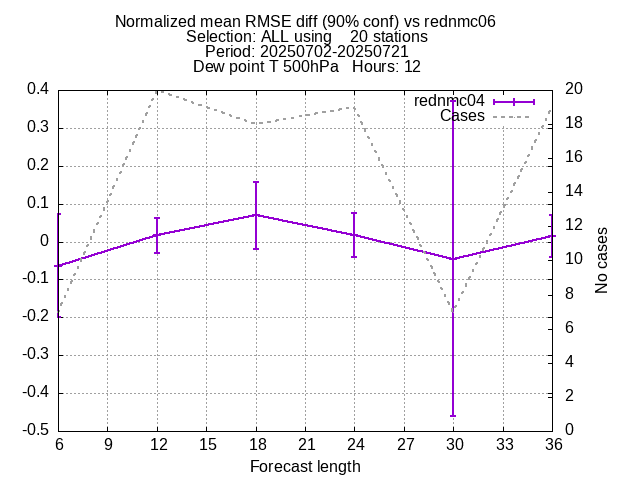 Normalized mean RMSE diff (90% conf) vs rednmc06
Selection: ALL using    20 stations
Period: 20250702-20250721
Dew point T 500hPa   Hours: 12
rednmc04
Cases
0.4
0.3
0.2
0.1
0
-0.1
-0.2
-0.3
-0.4
-0.5
20
18
16
14
12
10
8
6
4
2
0
No cases
6 9 12 15 18 21 24 27 30 33 36
Forecast length